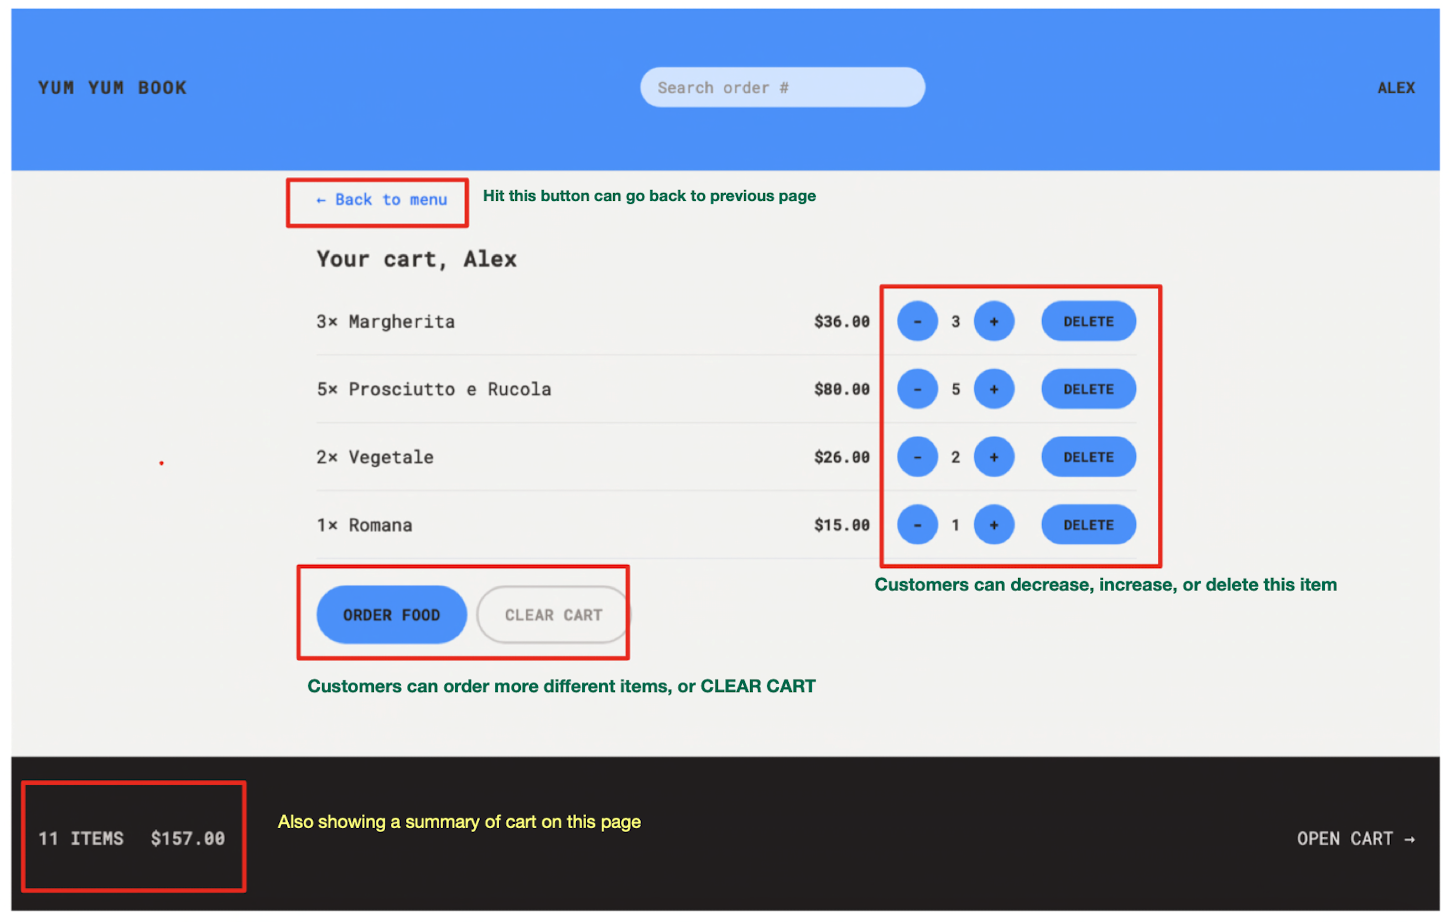 YUM YUM BOOK
Search order #
ALEX
← Back to menu
Hit this button can go back to previous page
Your cart, Alex
3× Margherita $36.00 - 3 + DELETE
5× Prosciutto e Rucola $80.00 - 5 + DELETE
2× Vegetale $26.00 - 2 + DELETE
1× Romana $15.00 - 1 + DELETE
Customers can decrease, increase, or delete this item
ORDER FOOD CLEAR CART
Customers can order more different items, or CLEAR CART
Also showing a summary of cart on this page
11 ITEMS $157.00
OPEN CART →